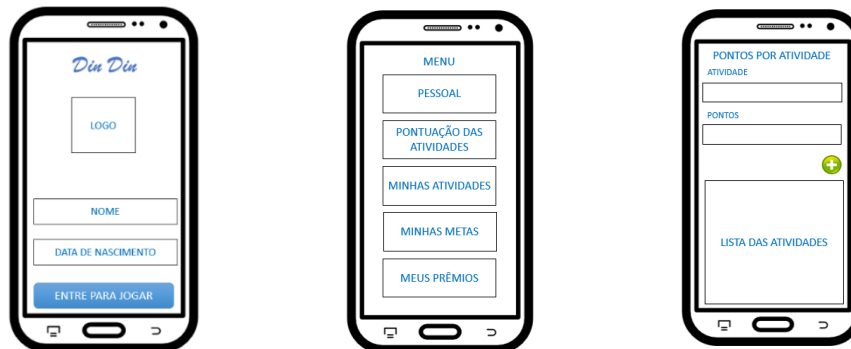 Din Din
LOGO
NOME
DATA DE NASCIMENTO
ENTRE PARA JOGAR
MENU
PESSOAL
PONTUAÇÃO DAS
ATIVIDADES
MINHAS ATIVIDADES
MINHAS METAS
MEUS PRÊMIOS
PONTOS POR ATIVIDADE
ATIVIDADE
PONTOS
LISTA DAS ATIVIDADES